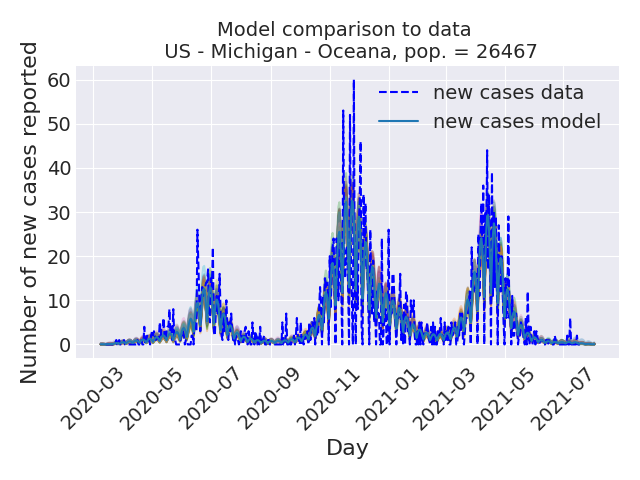 Model comparison to data
US - Michigan - Oceana, pop. = 26467
Number of new cases reported
60
50
40
30
20
10
0
new cases data
new cases model
2020-03
2020-05
2020-07
2020-09
2020-11
2021-01
2021-03
2021-05
2021-07
Day